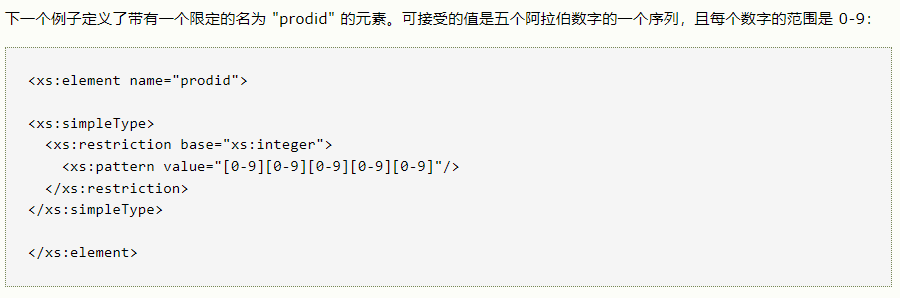 下一个例子定义了带有一个限定的名为 "prodid" 的元素。可接受的值是五个阿拉伯数字的一个序列，且每个数字的范围是 0-9：
<xs:element name="prodid">
<xs:simpleType>
  <xs:restriction base="xs:integer">
    <xs:pattern value="[0-9][0-9][0-9][0-9][0-9]"/>
  </xs:restriction>
</xs:simpleType>
</xs:element>